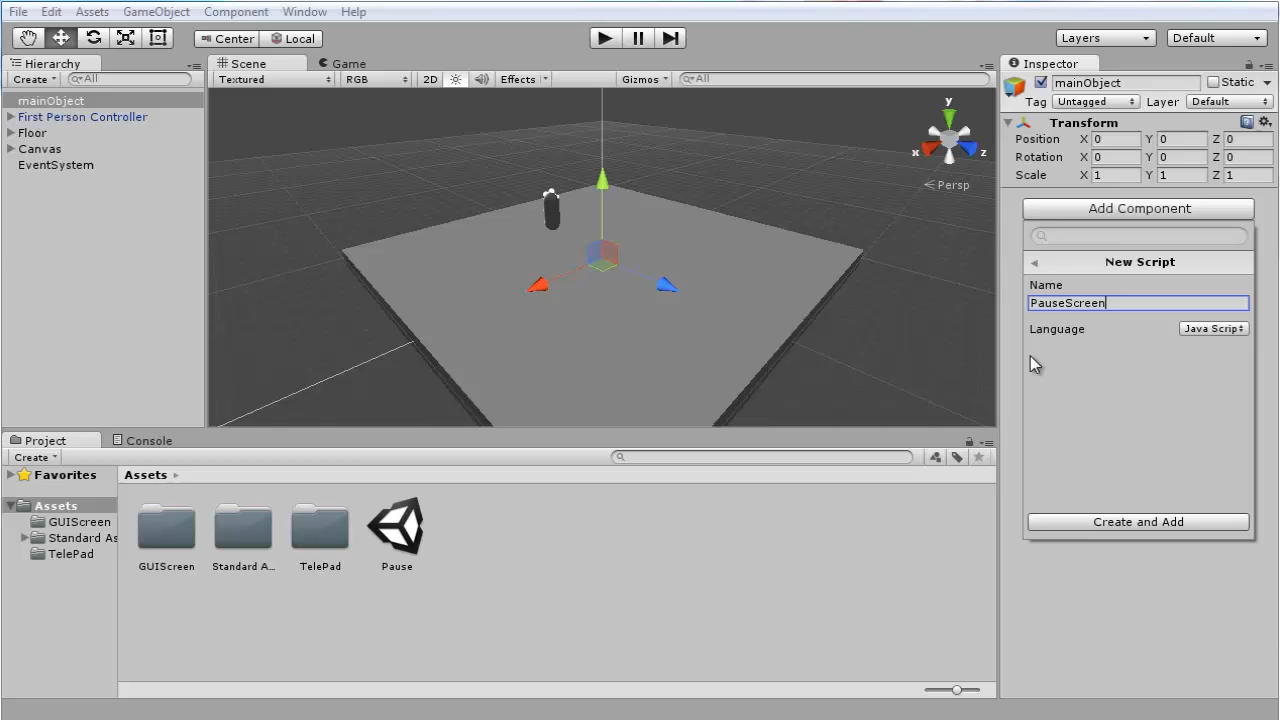 File Edit Assets GameObject Component Window Help
Center Local Layers Default
Hierarchy Scene Game Inspector
Create All Textured RGB 2D Effects Gizmos All
mainObject Static
Tag Untagged Layer Default
mainObject
First Person Controller
Floor
Canvas
EventSystem
y
x z
Persp
Transform
Position X 0 Y 0 Z 0
Rotation X 0 Y 0 Z 0
Scale X 1 Y 1 Z 1
Add Component
New Script
Name
PauseScreen
Language Java Scrip
Create and Add
Project Console
Create
Favorites Assets
Assets
GUIScreen
Standard As
TelePad
GUIScreen Standard A... TelePad Pause